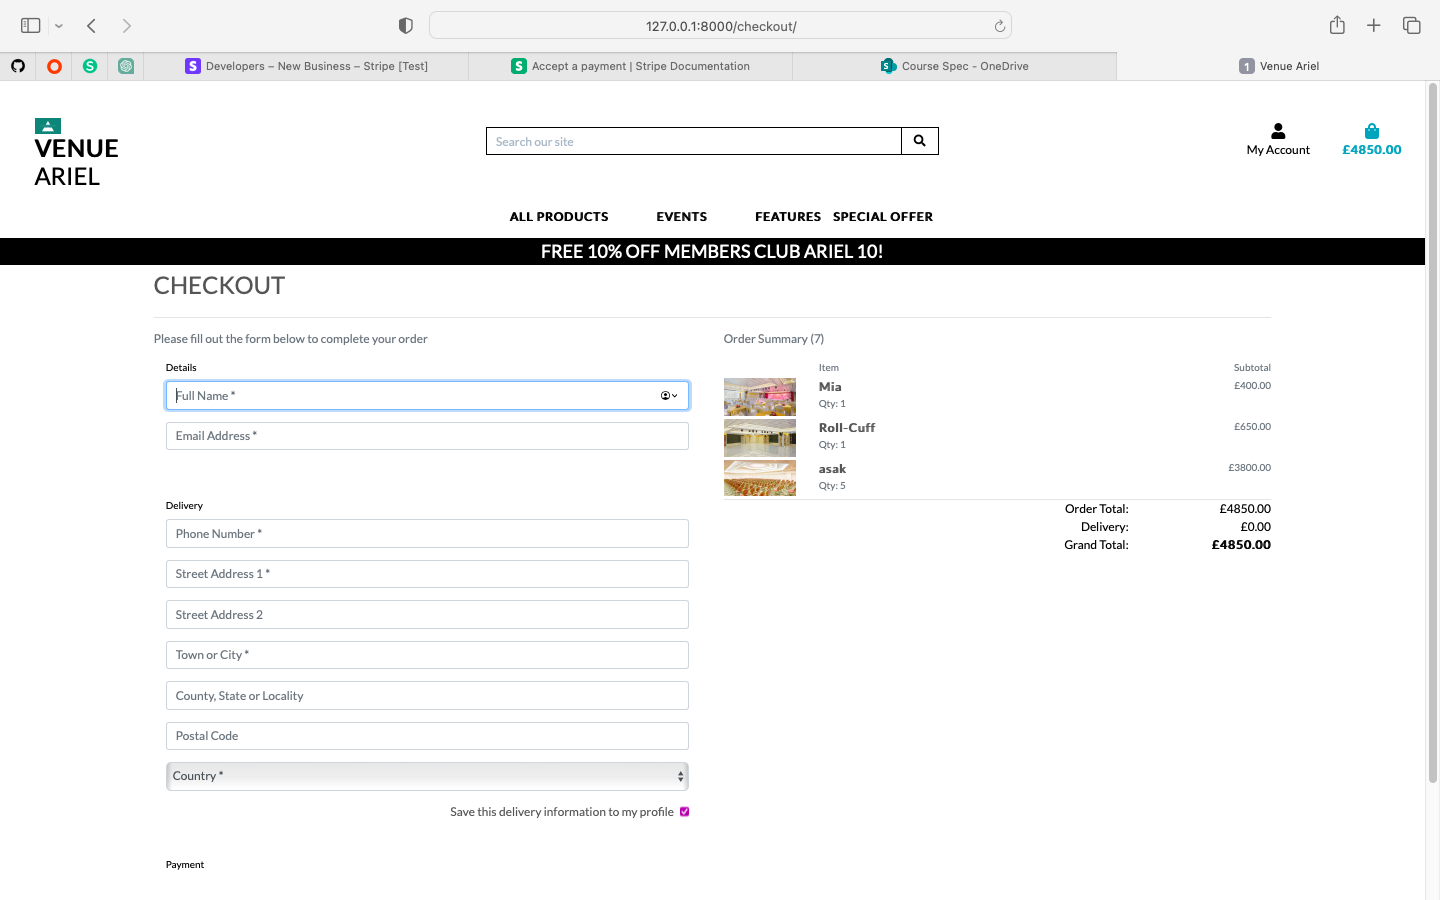 127.0.0.1:8000/checkout/
Developers – New Business – Stripe [Test]
Accept a payment | Stripe Documentation
Course Spec - OneDrive
1 Venue Ariel
VENUE
ARIEL
Search our site
My Account
£4850.00
ALL PRODUCTS
EVENTS
FEATURES
SPECIAL OFFER
FREE 10% OFF MEMBERS CLUB ARIEL 10!
CHECKOUT
Please fill out the form below to complete your order
Details
Full Name *
Email Address *
Delivery
Phone Number *
Street Address 1 *
Street Address 2
Town or City *
County, State or Locality
Postal Code
Country *
Save this delivery information to my profile
Payment
Order Summary (7)
Item Subtotal
Mia £400.00
Qty: 1
Roll-Cuff £650.00
Qty: 1
asak £3800.00
Qty: 5
Order Total: £4850.00
Delivery: £0.00
Grand Total: £4850.00